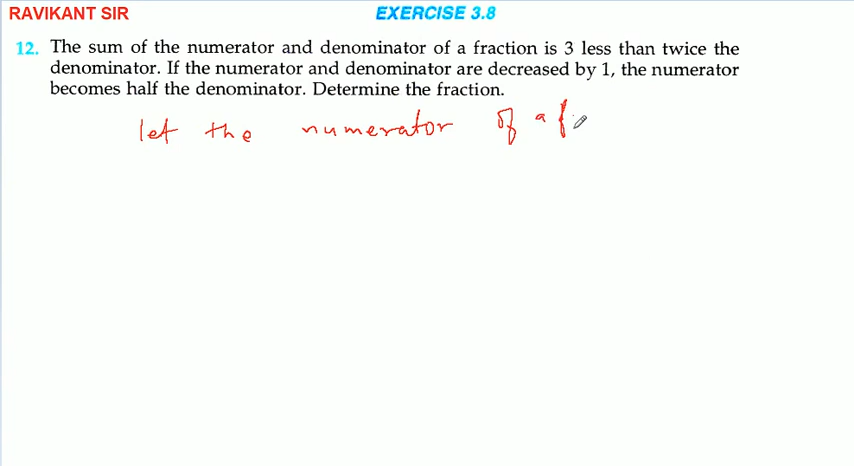 RAVIKANT SIR
EXERCISE 3.8
12. The sum of the numerator and denominator of a fraction is 3 less than twice the
denominator. If the numerator and denominator are decreased by 1, the numerator
becomes half the denominator. Determine the fraction.
let the numerator of a f